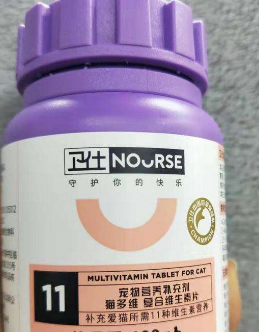 卫仕 NOURSE
守护你的快乐
CHAMPION
11
MULTIVITAMIN TABLET FOR CAT
宠物营养补充剂
猫多维 复合维生素片
补充爱猫所需11种维生素营养